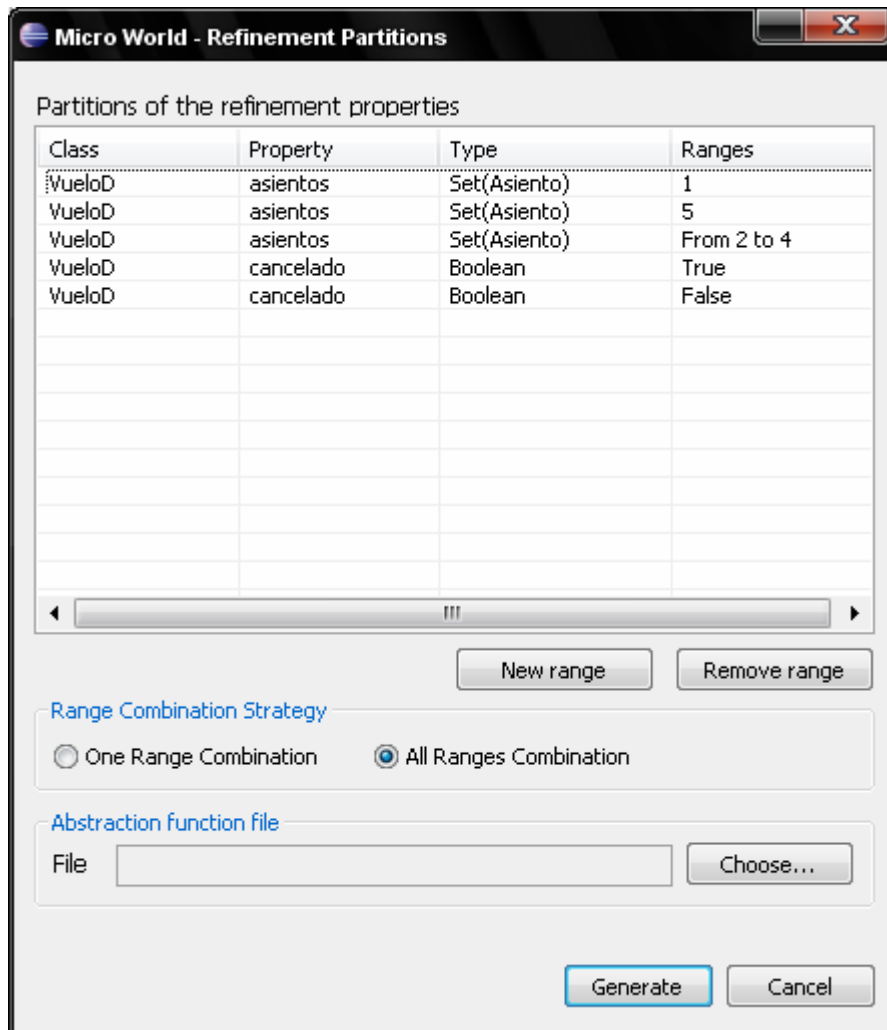 Micro World - Refinement Partitions
Partitions of the refinement properties
Class Property Type Ranges
VueloD asientos Set(Asiento) 1
VueloD asientos Set(Asiento) 5
VueloD asientos Set(Asiento) From 2 to 4
VueloD cancelado Boolean True
VueloD cancelado Boolean False
New range Remove range
Range Combination Strategy
One Range Combination All Ranges Combination
Abstraction function file
File Choose...
Generate Cancel